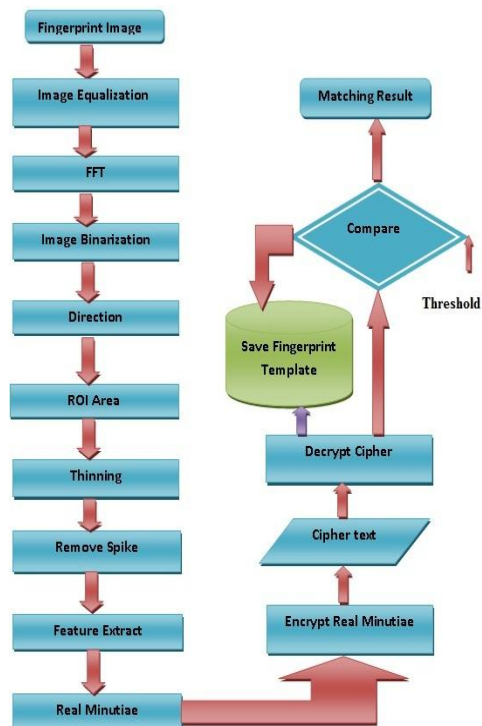 Fingerprint Image
Image Equalization
FFT
Image Binarization
Direction
ROI Area
Thinning
Remove Spike
Feature Extract
Real Minutiae
Matching Result
Compare
Threshold
Save Fingerprint
Template
Decrypt Cipher
Cipher text
Encrypt Real Minutiae